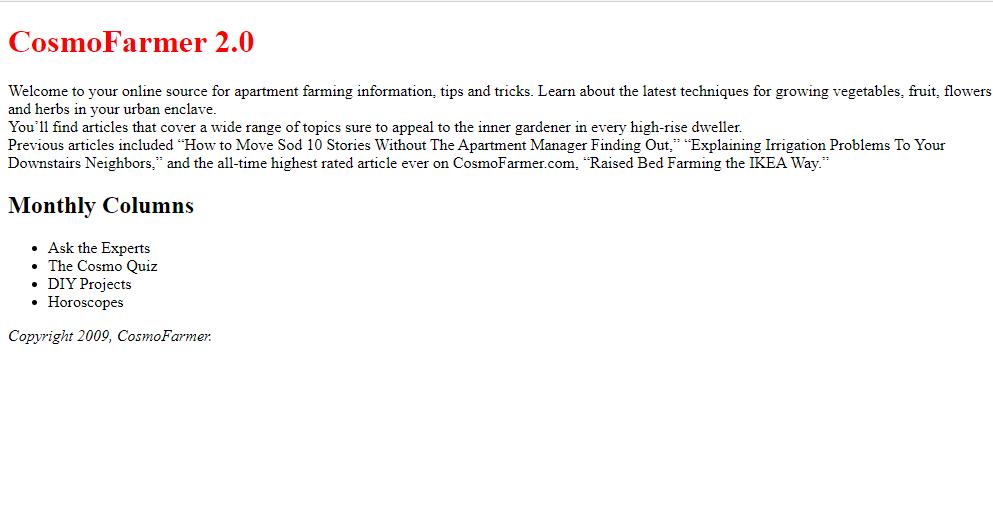 CosmoFarmer 2.0
Welcome to your online source for apartment farming information, tips and tricks. Learn about the latest techniques for growing vegetables, fruit, flowers
and herbs in your urban enclave.
You’ll find articles that cover a wide range of topics sure to appeal to the inner gardener in every high-rise dweller.
Previous articles included “How to Move Sod 10 Stories Without The Apartment Manager Finding Out,” “Explaining Irrigation Problems To Your
Downstairs Neighbors,” and the all-time highest rated article ever on CosmoFarmer.com, “Raised Bed Farming the IKEA Way.”
Monthly Columns
• Ask the Experts
• The Cosmo Quiz
• DIY Projects
• Horoscopes
Copyright 2009, CosmoFarmer.